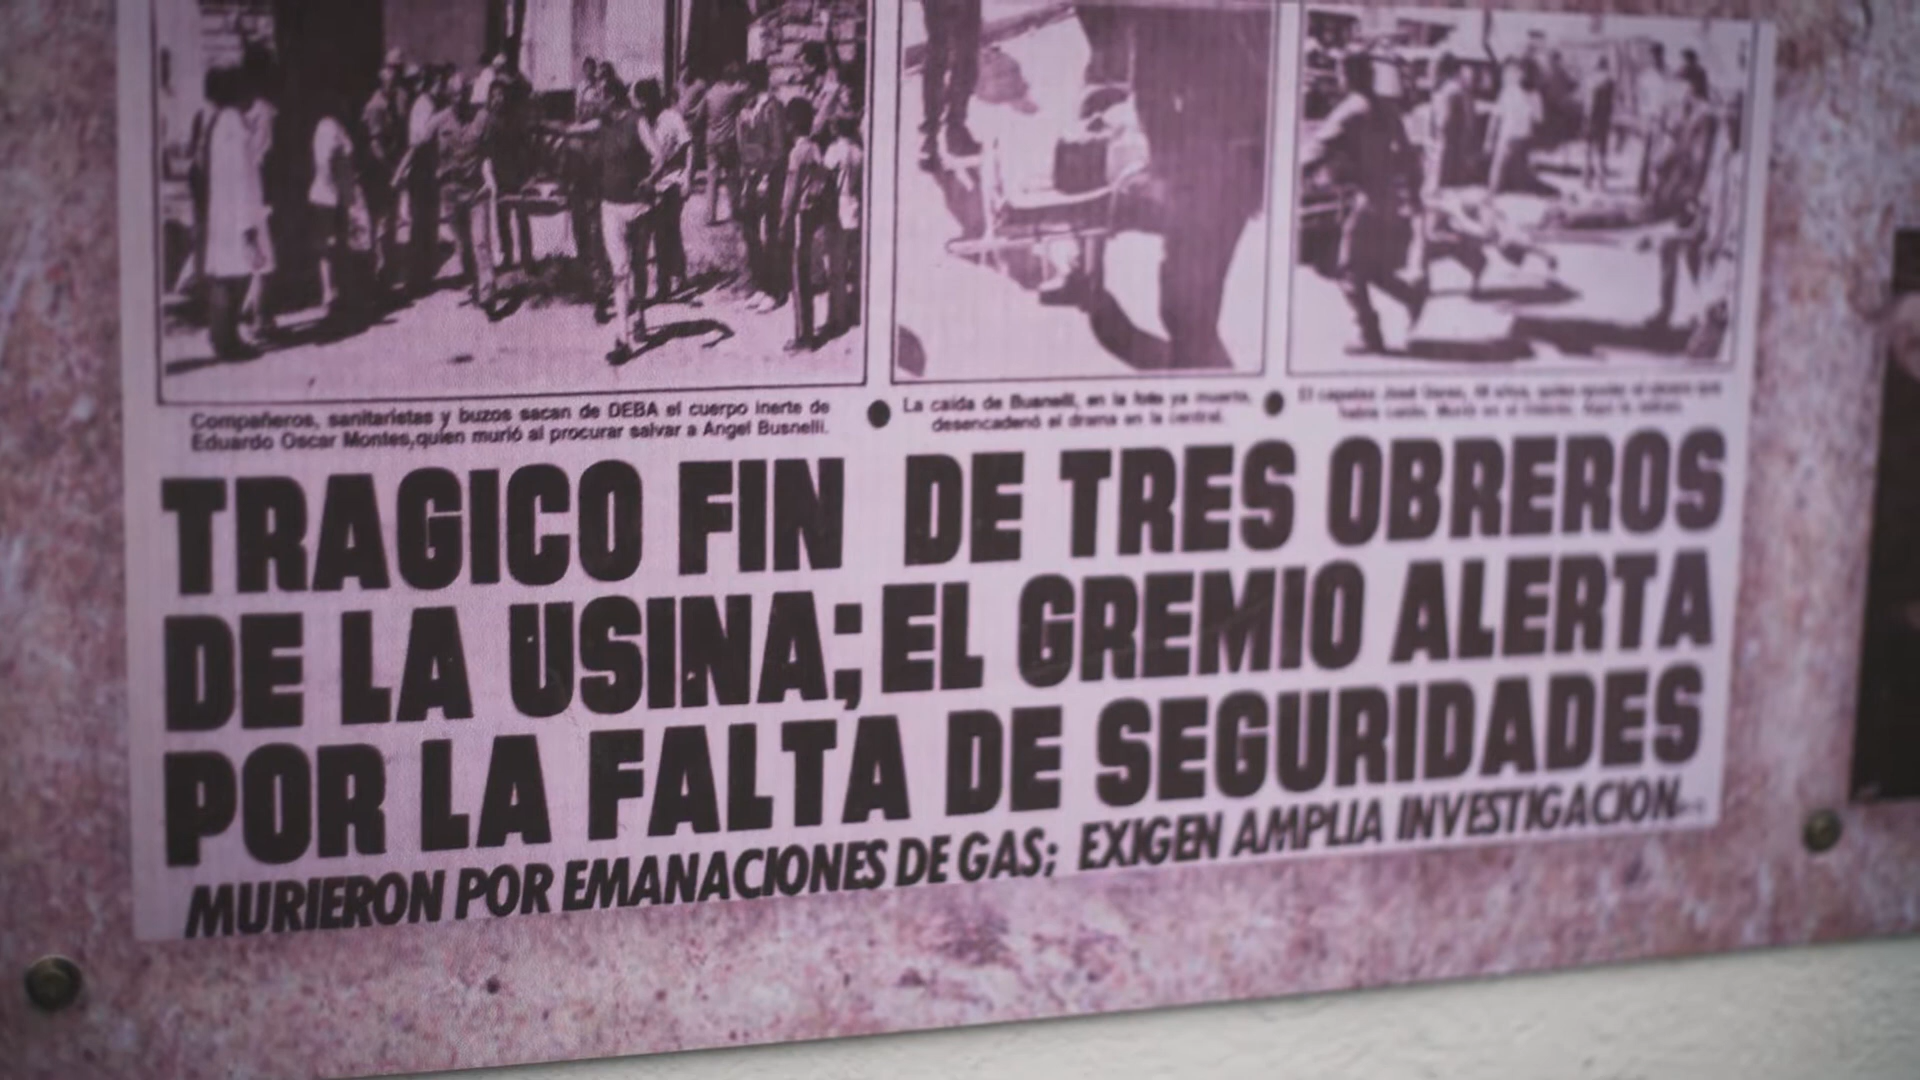 Compañeros, sanitaristas y buzos sacan de DEBA el cuerpo inerte de
Eduardo Oscar Montes,quien murió al procurar salvar a Angel Busnelli.
La caída de Busnelli, en la foto ya muerto,
desencadenó el drama en la central.
El capataz José
TRAGICO FIN DE TRES OBREROS
DE LA USINA; EL GREMIO ALERTA
POR LA FALTA DE SEGURIDADES
MURIERON POR EMANACIONES DE GAS; EXIGEN AMPLIA INVESTIGACION